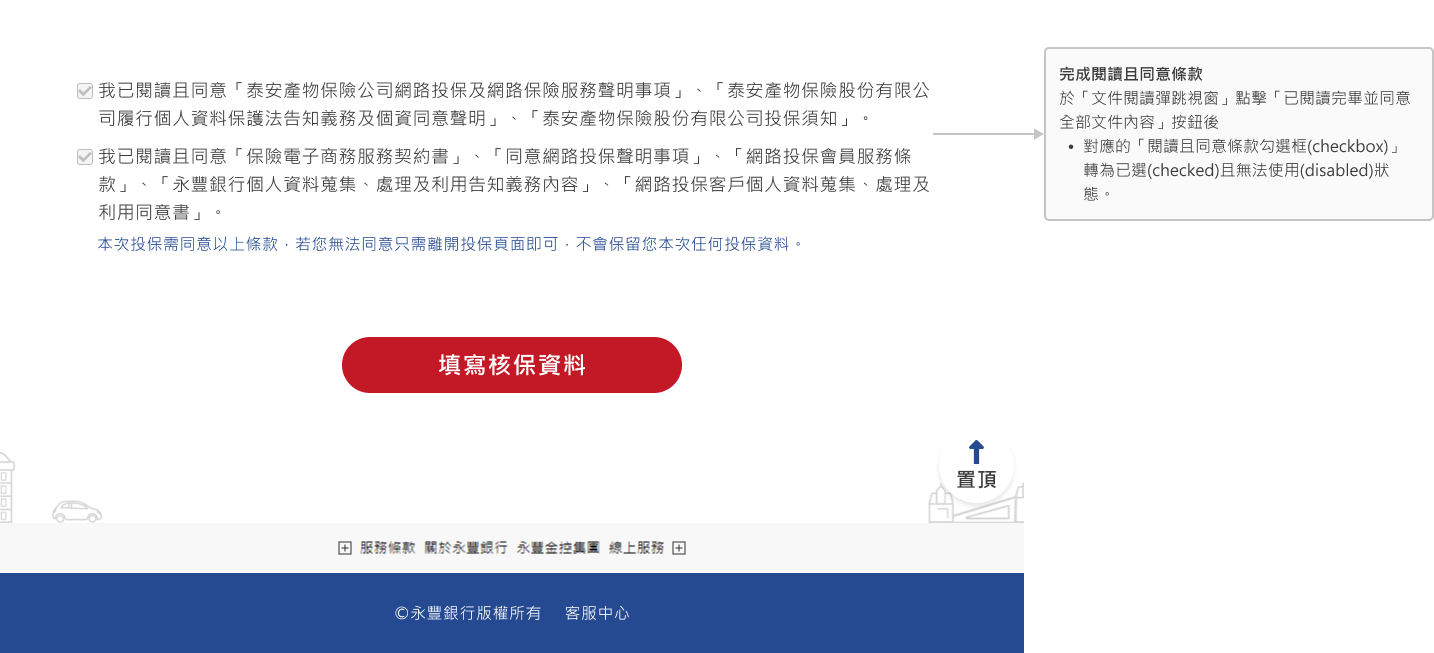 我已閱讀且同意「泰安產物保險公司網路投保及網路保險服務聲明事項」、「泰安產物保險股份有限公
司履行個人資料保護法告知義務及個資同意聲明」、「泰安產物保險股份有限公司投保須知」。
我已閱讀且同意「保險電子商務服務契約書」、「同意網路投保聲明事項」、「網路投保會員服務條
款」、「永豐銀行個人資料蒐集、處理及利用告知義務內容」、「網路投保客戶個人資料蒐集、處理及
利用同意書」。
本次投保需同意以上條款，若您無法同意只需離開投保頁面即可，不會保留您本次任何投保資料。
填寫核保資料
置頂
服務條款 關於永豐銀行 永豐金控集團 線上服務
©永豐銀行版權所有 客服中心
完成閱讀且同意條款
於「文件閱讀彈跳視窗」點擊「已閱讀完畢並同意
全部文件內容」按鈕後
• 對應的「閱讀且同意條款勾選框(checkbox)」
轉為已選(checked)且無法使用(disabled)狀
態。